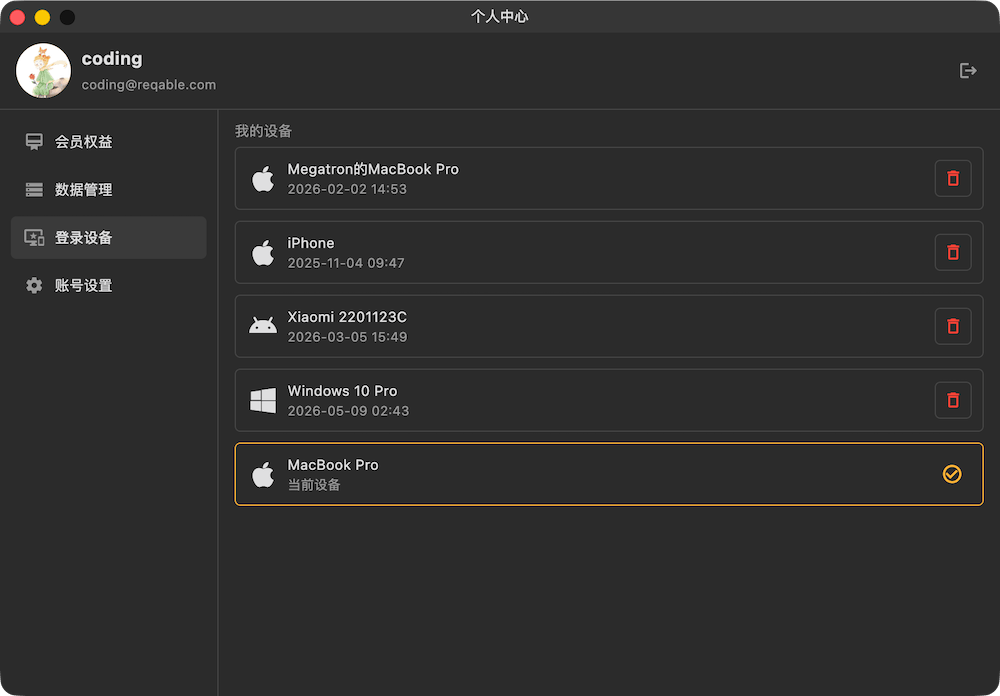 个人中心
coding
coding@reqable.com
会员权益
数据管理
登录设备
账号设置
我的设备
Megatron的MacBook Pro
2026-02-02 14:53
iPhone
2025-11-04 09:47
Xiaomi 2201123C
2026-03-05 15:49
Windows 10 Pro
2026-05-09 02:43
MacBook Pro
当前设备